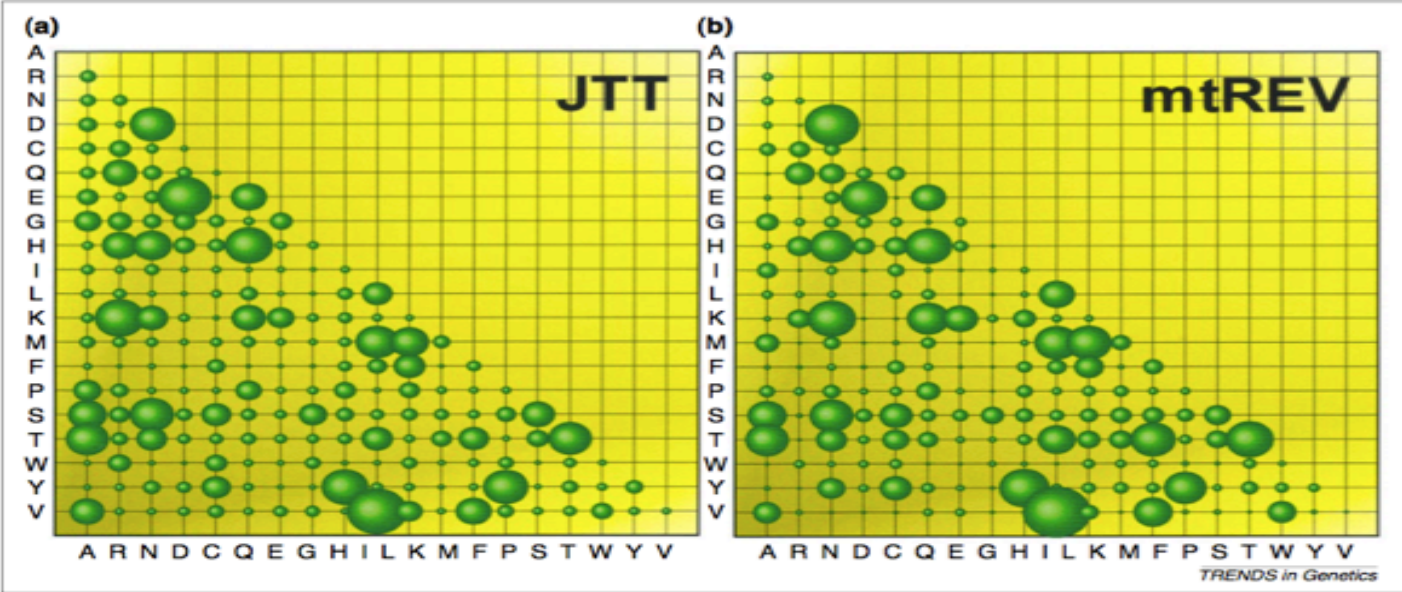 (a)
JTT
A
R
N
D
C
Q
E
G
H
I
L
K
M
F
P
S
T
W
Y
V
A R N D C Q E G H I L K M F P S T W Y V
(b)
mtREV
A
R
N
D
C
Q
E
G
H
I
L
K
M
F
P
S
T
W
Y
V
A R N D C Q E G H I L K M F P S T W Y V
TRENDS in Genetics